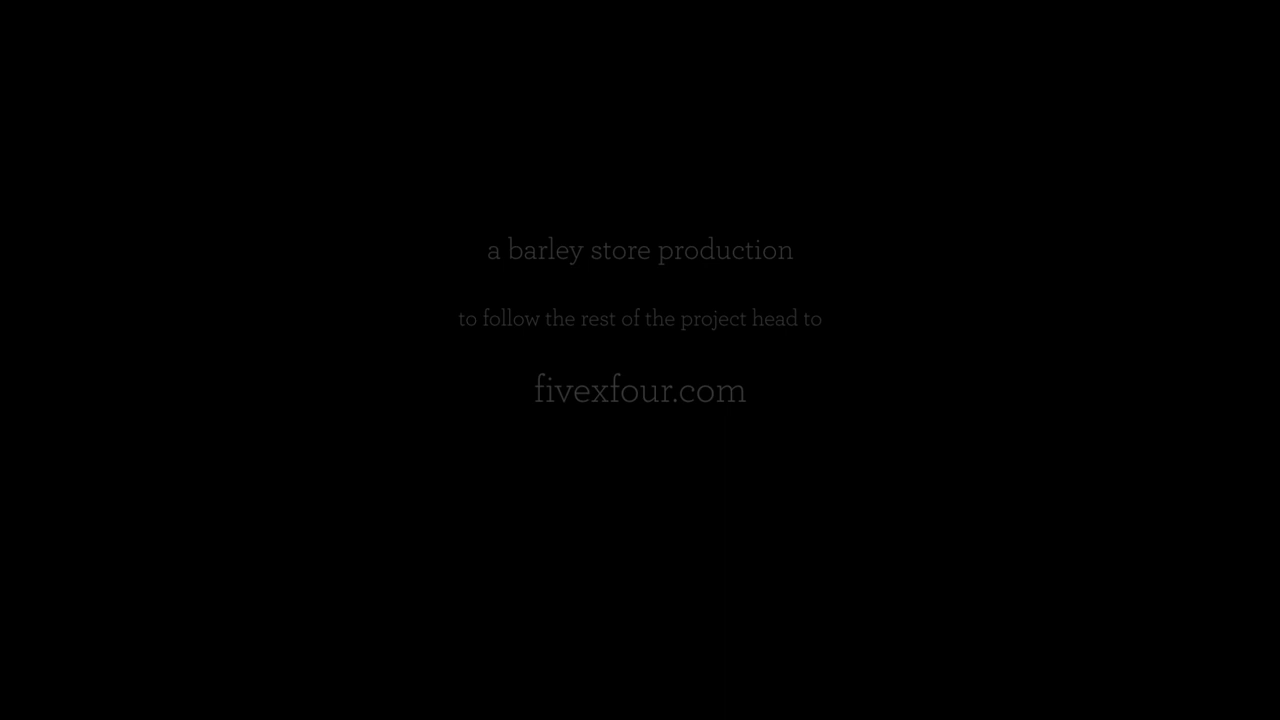 a barley store production
to follow the rest of the project head to
fivexfour.com